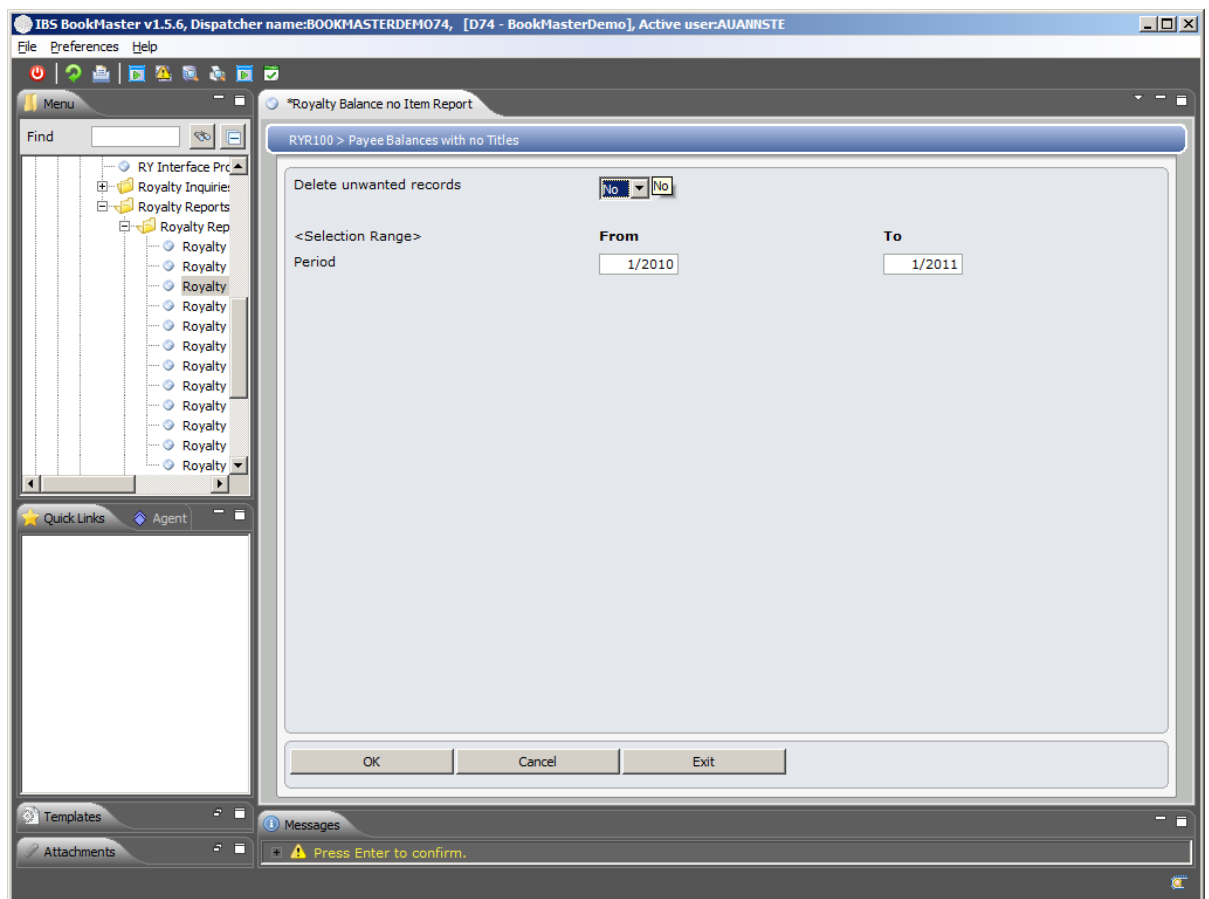 IBS BookMaster v1.5.6, Dispatcher name:BOOKMASTERDEMO74, [D74 - BookMasterDemo], Active user:AUANNSTE
File Preferences Help
Menu
Find
RY Interface Prc
Royalty Inquiries
Royalty Reports
Royalty Rep
Royalty
Royalty
Royalty
Royalty
Royalty
Royalty
Royalty
Royalty
Royalty
Royalty
Royalty
Royalty
Quick Links Agent
Templates
Attachments
*Royalty Balance no Item Report
RYR100 > Payee Balances with no Titles
Delete unwanted records No No
<Selection Range> From To
Period 1/2010 1/2011
OK Cancel Exit
Messages
Press Enter to confirm.